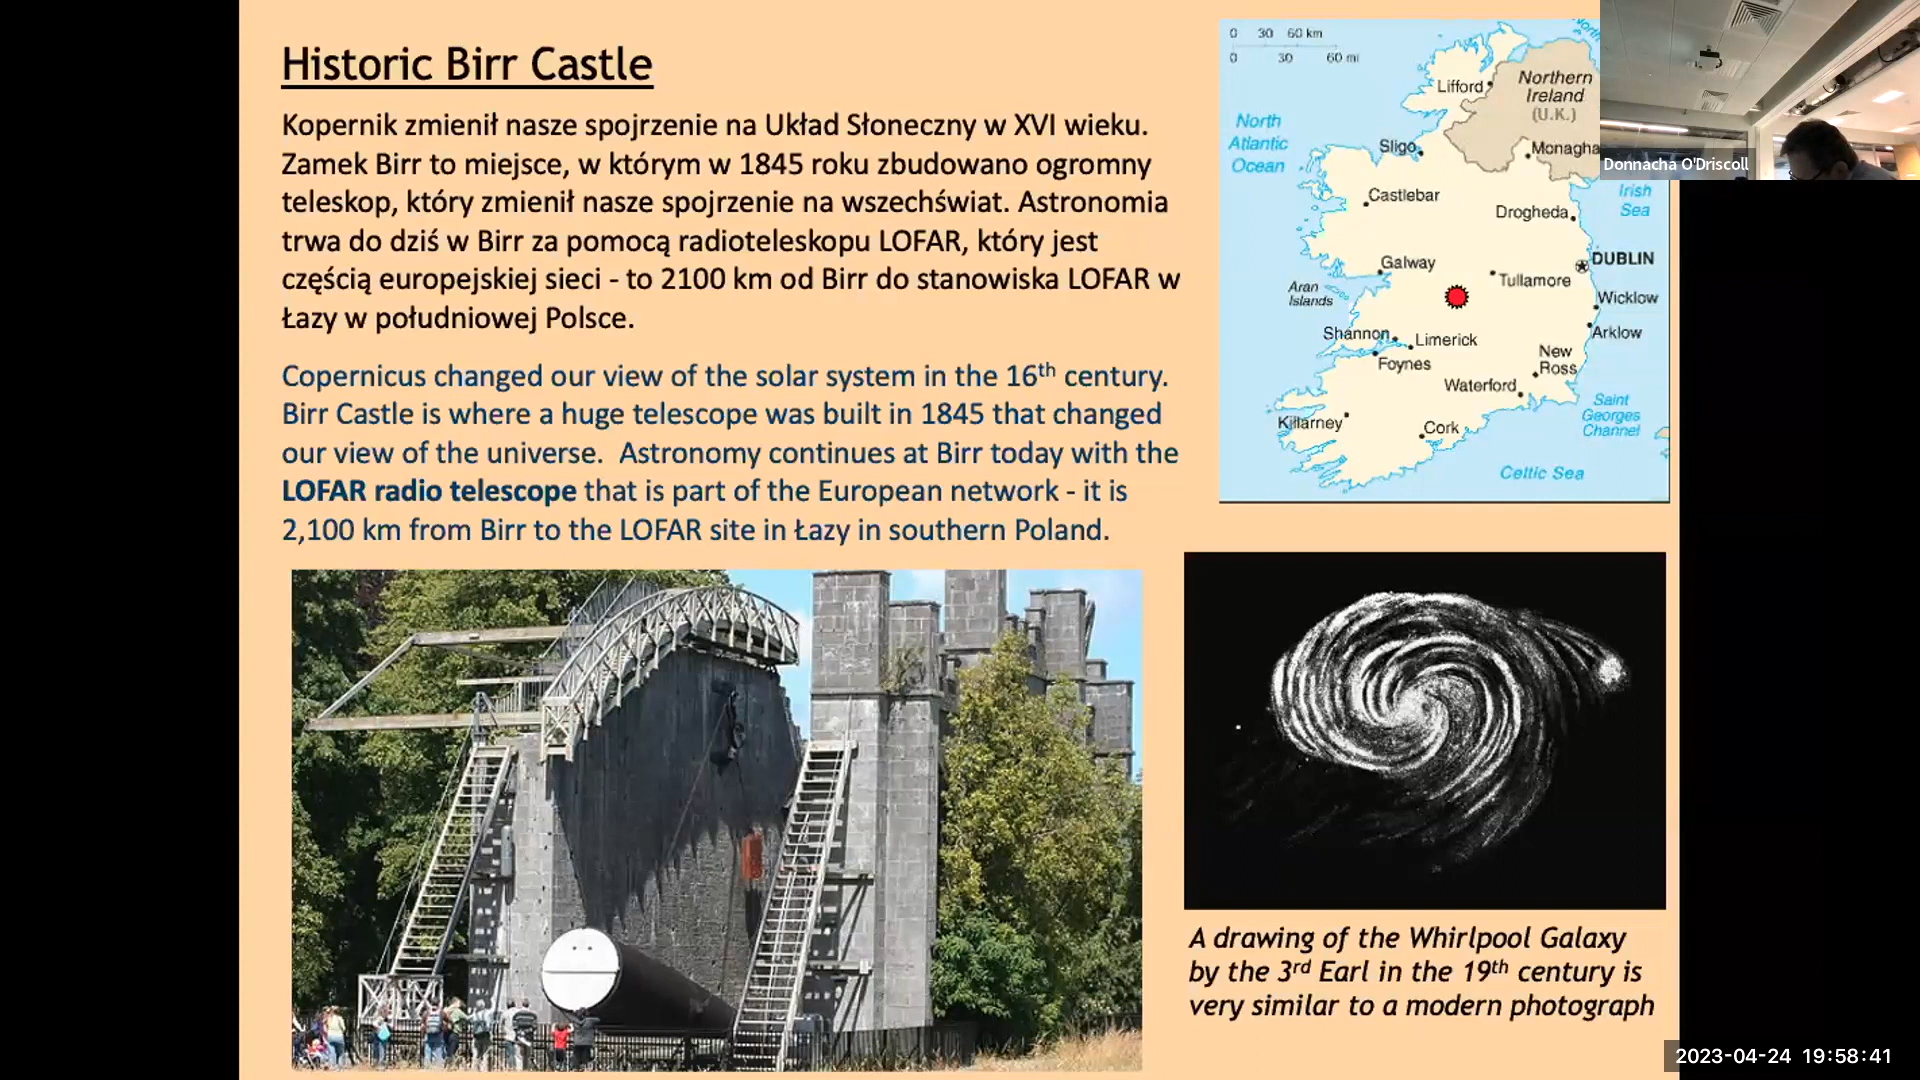 Historic Birr Castle
Kopernik zmienił nasze spojrzenie na Układ Słoneczny w XVI wieku.
Zamek Birr to miejsce, w którym w 1845 roku zbudowano ogromny
teleskop, który zmienił nasze spojrzenie na wszechświat. Astronomia
trwa do dziś w Birr za pomocą radioteleskopu LOFAR, który jest
częścią europejskiej sieci - to 2100 km od Birr do stanowiska LOFAR w
Łazy w południowej Polsce.
Copernicus changed our view of the solar system in the 16th century.
Birr Castle is where a huge telescope was built in 1845 that changed
our view of the universe. Astronomy continues at Birr today with the
LOFAR radio telescope that is part of the European network - it is
2,100 km from Birr to the LOFAR site in Łazy in southern Poland.
0 30 60 km
0 30 60 mi
North
Lifford
Northern
Ireland
(U.K.)
North
Atlantic
Ocean
Sligo
Monagha
Castlebar
Drogheda
Irish
Sea
Galway
DUBLIN
Tullamore
Aran
Islands
Wicklow
Shannon
Limerick
Arklow
Foynes
New
Ross
Waterford
Saint
Georges
Channel
Killarney
Cork
Celtic Sea
Donnacha O'Driscoll
A drawing of the Whirlpool Galaxy
by the 3rd Earl in the 19th century is
very similar to a modern photograph
2023-04-24 19:58:41